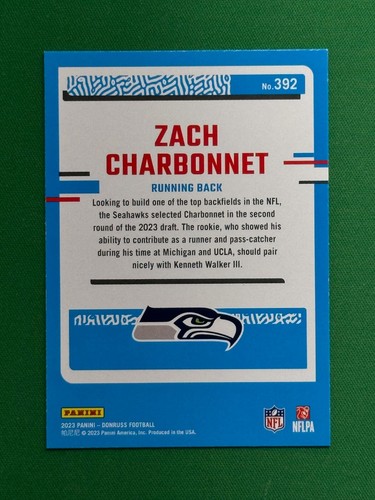 No.392
ZACH
CHARBONNET
RUNNING BACK
Looking to build one of the top backfields in the NFL,
the Seahawks selected Charbonnet in the second
round of the 2023 draft. The rookie, who showed his
ability to contribute as a runner and pass-catcher
during his time at Michigan and UCLA, should pair
nicely with Kenneth Walker III.
PANINI
NFL
NFLPA
2023 PANINI – DONRUSS FOOTBALL
© 2023 Panini America, Inc. Produced in the USA.